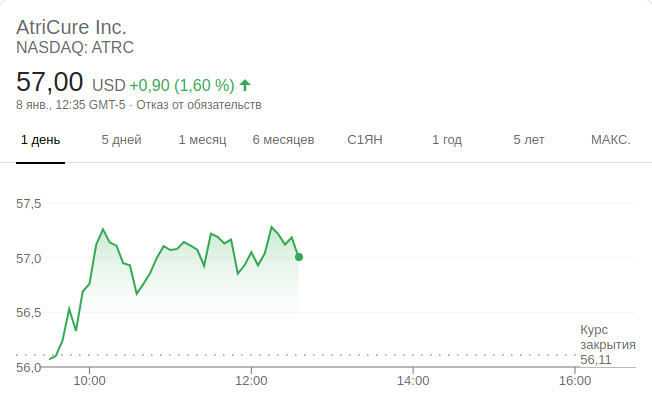 AtriCure Inc.
NASDAQ: ATRC
57,00 USD +0,90 (1,60 %)
8 янв., 12:35 GMT-5 · Отказ от обязательств
1 день 5 дней 1 месяц 6 месяцев С1ЯН 1 год 5 лет МАКС.
57,5
57,0
56,5
Курс
закрытия
56,11
56,0
10:00 12:00 14:00 16:00